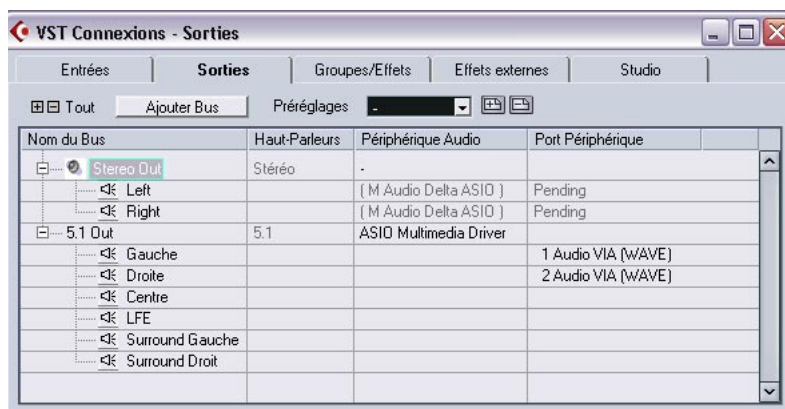 VST Connexions - Sorties
Entrées Sorties Groupes/Effets Effets externes Studio
Tout Ajouter Bus Préréglages -
Nom du Bus Haut-Parleurs Périphérique Audio Port Périphérique
Stereo Out Stéréo -
Left ( M Audio Delta ASIO ) Pending
Right ( M Audio Delta ASIO ) Pending
5.1 Out 5.1 ASIO Multimedia Driver
Gauche 1 Audio VIA (WAVE)
Droite 2 Audio VIA (WAVE)
Centre
LFE
Surround Gauche
Surround Droit